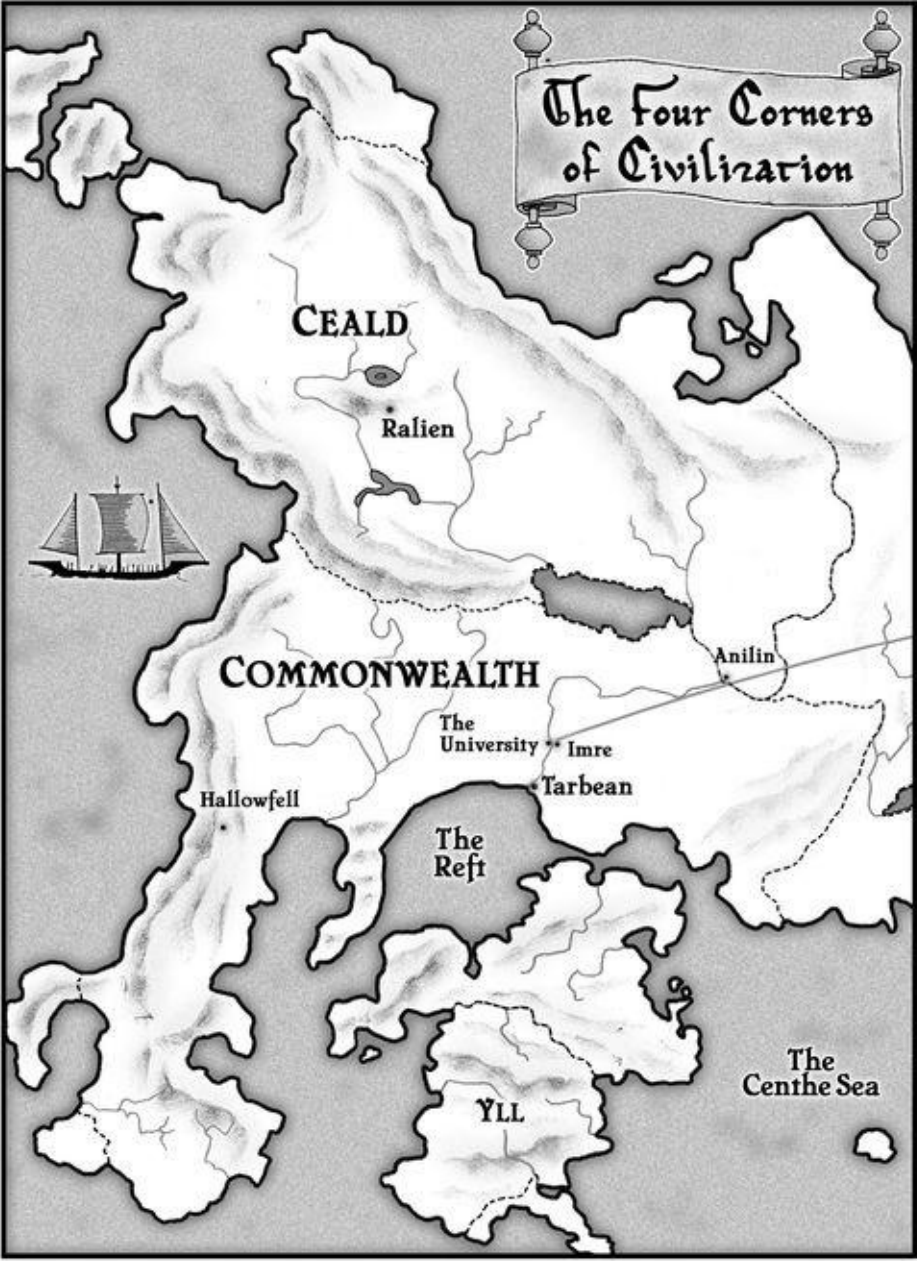 The Four Corners
of Civilization
CEALD
Ralien
Anilin
COMMONWEALTH
The
University
Imre
Tarbean
Hallowfell
The
Reft
The
Centhe Sea
YLL